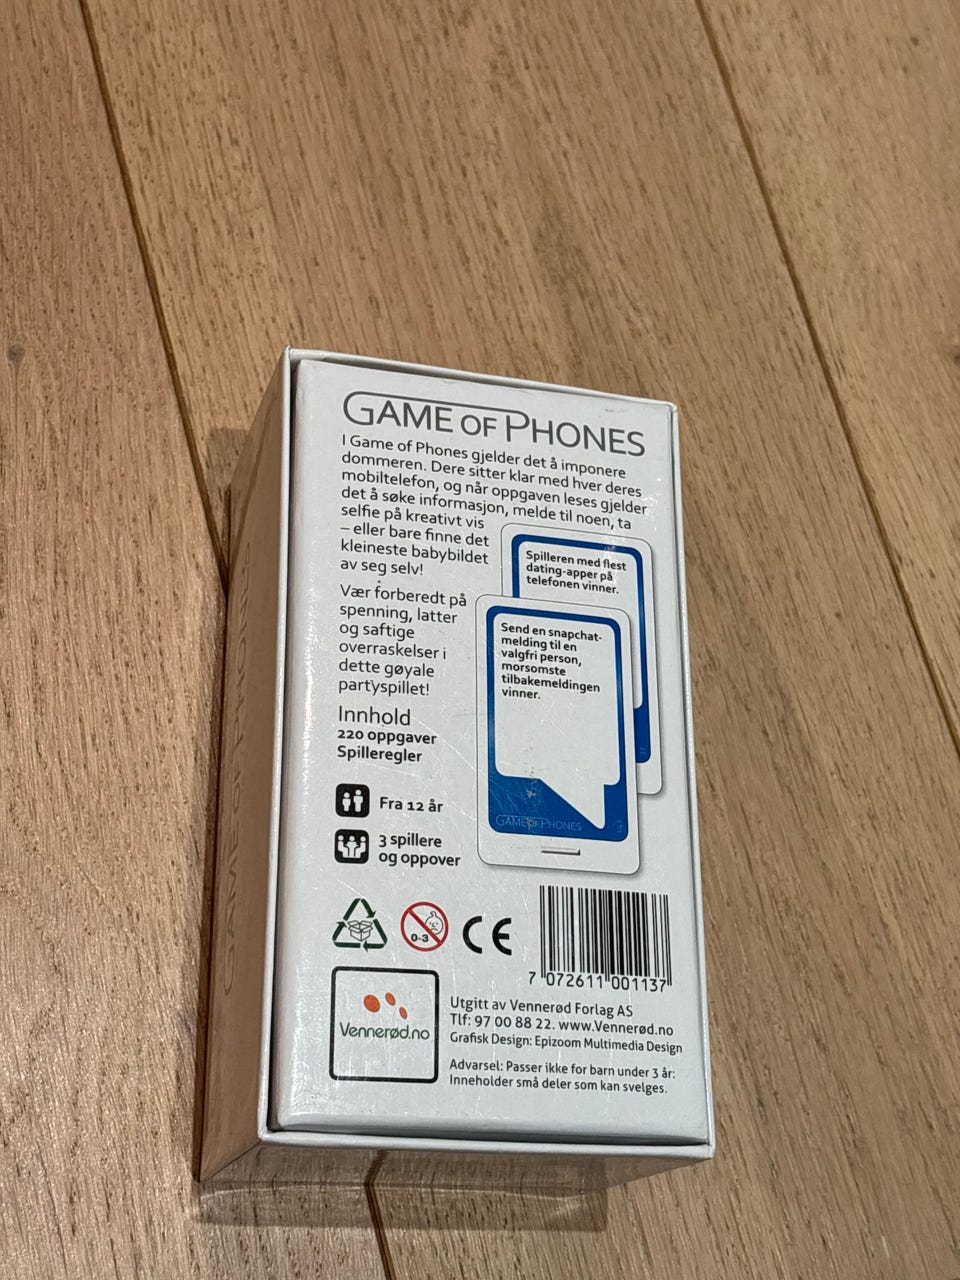 GAME OF PHONES
I Game of Phones gjelder det å imponere
dommeren. Dere sitter klar med hver deres
mobiltelefon, og når oppgaven leses gjelder
det å søke informasjon, melde til noen, ta
selfie på kreativt vis
– eller bare finne det
kleineste babybildet
av seg selv!
Vær forberedt på
spenning, latter
og saftige
overraskelser i
dette gøyale
partyspillet!
Spilleren med flest
dating-apper på
telefonen vinner.
Send en snapchat-
melding til en
valgfri person,
morsomste
tilbakemeldingen
vinner.
GAME OF PHONES
Innhold
220 oppgaver
Spilleregler
Fra 12 år
3 spillere
og oppover
0-3
CE
7 072611 001137
Vennerød.no
Utgitt av Vennerød Forlag AS
Tlf: 97 00 88 22. www.Vennerød.no
Grafisk Design: Epizoom Multimedia Design
Advarsel: Passer ikke for barn under 3 år:
Inneholder små deler som kan svelges.